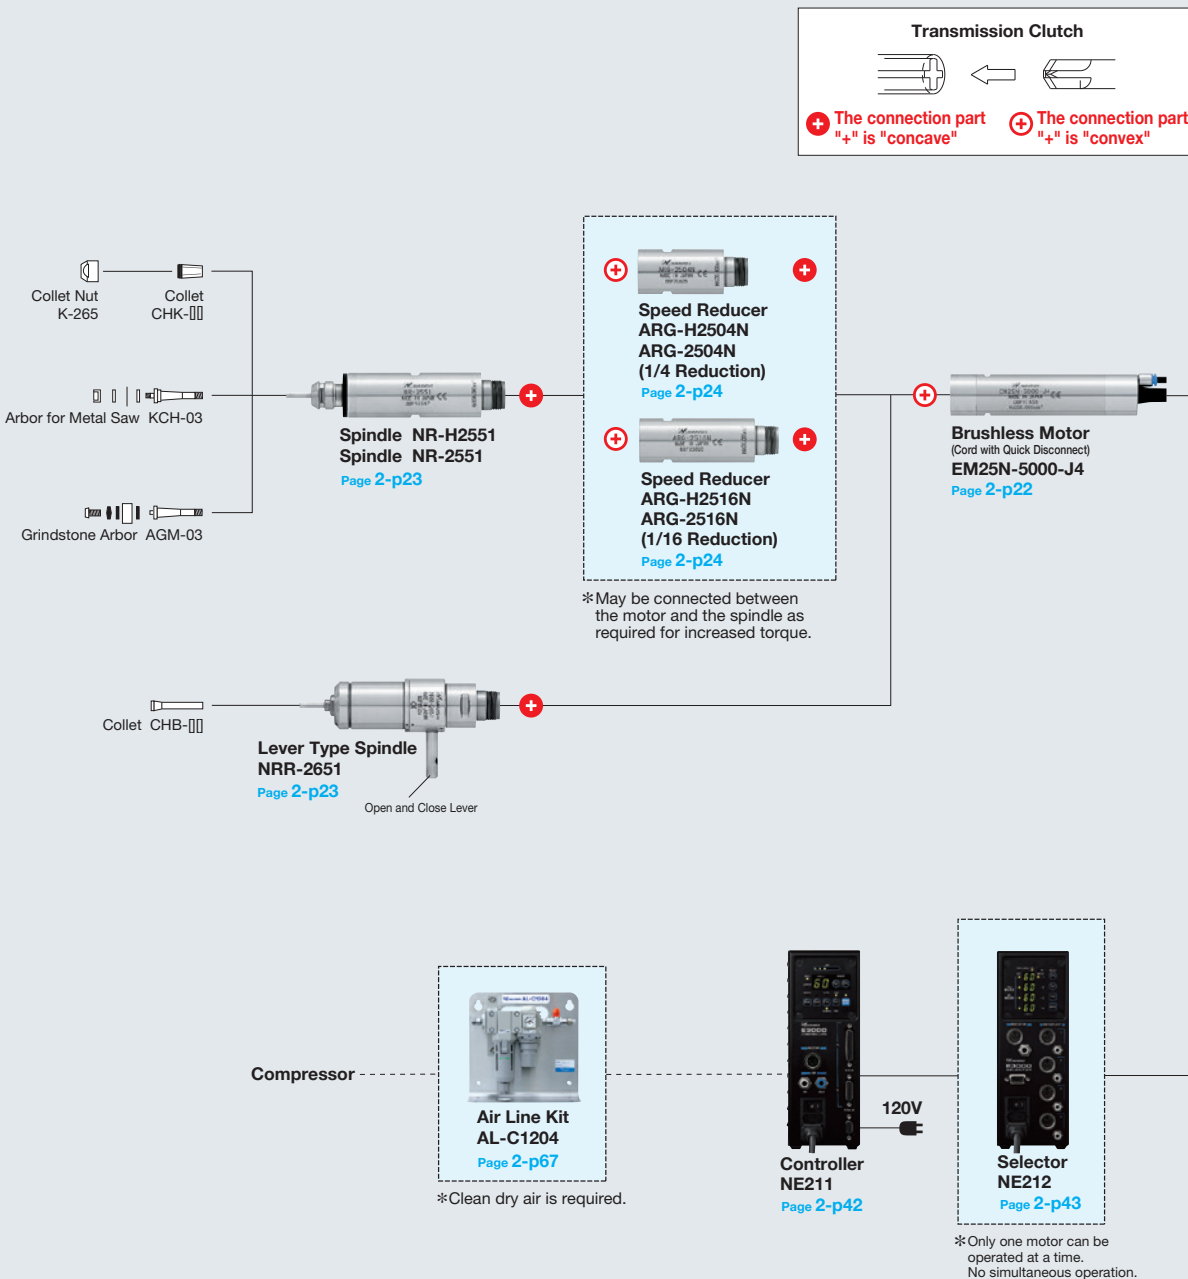 Transmission Clutch
The connection part
"+" is "concave"
The connection part
"+" is "convex"
Collet Nut
K-265
Collet
CHK-[][]
Arbor for Metal Saw KCH-03
Grindstone Arbor AGM-03
Spindle NR-H2551
Spindle NR-2551
Page 2-p23
Speed Reducer
ARG-H2504N
ARG-2504N
(1/4 Reduction)
Page 2-p24
Speed Reducer
ARG-H2516N
ARG-2516N
(1/16 Reduction)
Page 2-p24
*May be connected between
the motor and the spindle as
required for increased torque.
Brushless Motor
(Cord with Quick Disconnect)
EM25N-5000-J4
Page 2-p22
Collet CHB-[][]
Lever Type Spindle
NRR-2651
Page 2-p23
Open and Close Lever
Compressor
Air Line Kit
AL-C1204
Page 2-p67
*Clean dry air is required.
120V
Controller
NE211
Page 2-p42
Selector
NE212
Page 2-p43
*Only one motor can be
operated at a time.
No simultaneous operation.